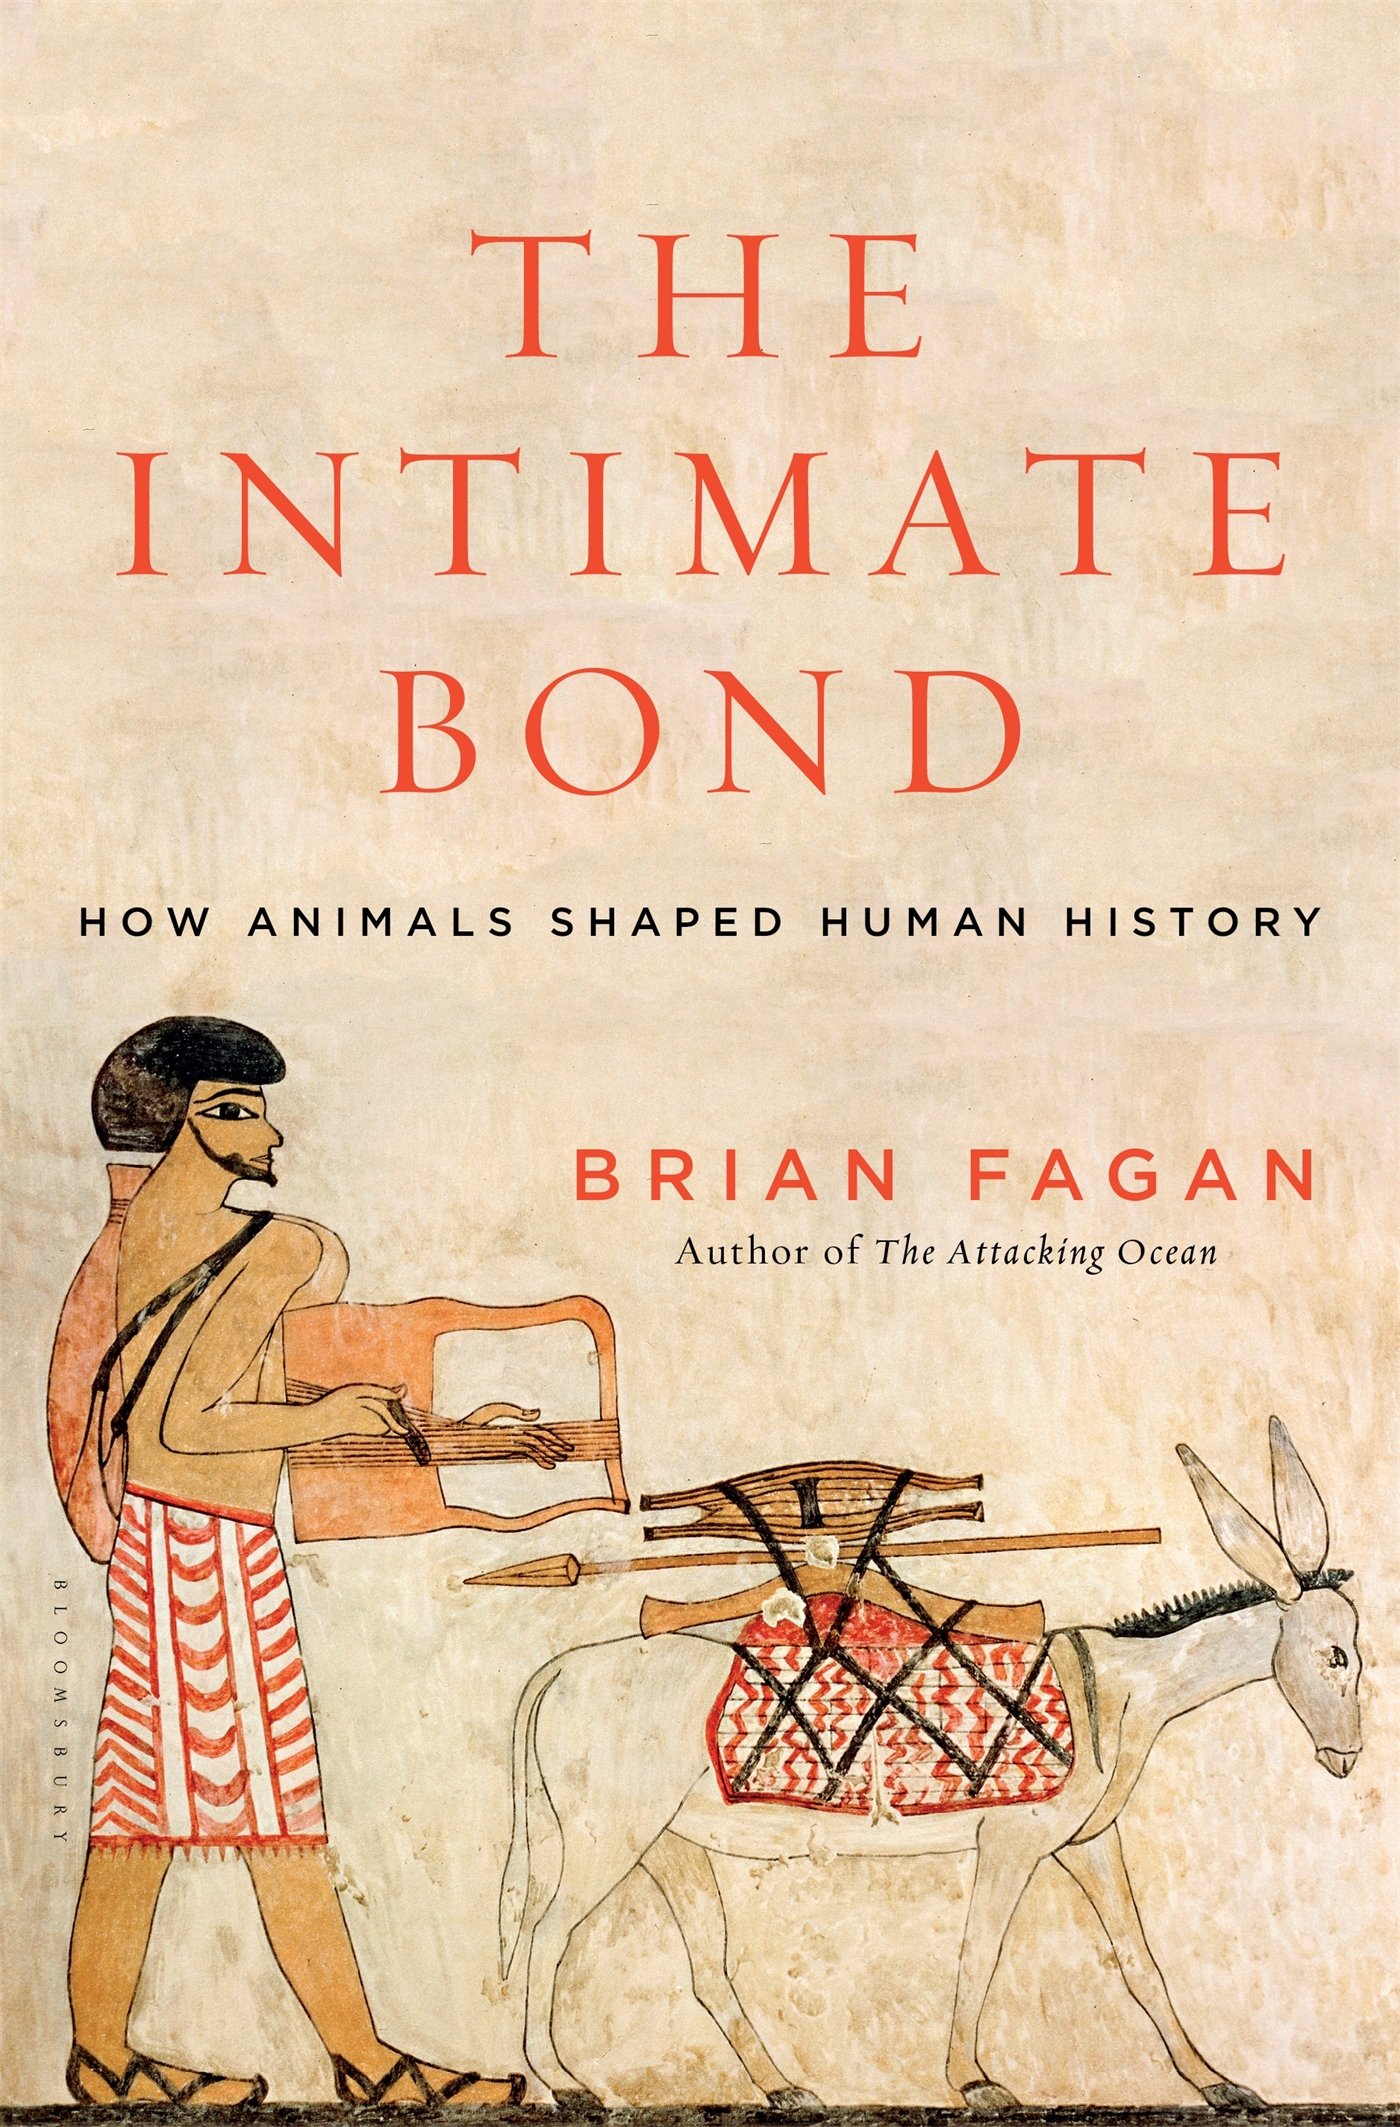 THE
INTIMATE
BOND
HOW ANIMALS SHAPED HUMAN HISTORY
BRIAN FAGAN
Author of The Attacking Ocean
BLOOMSBURY